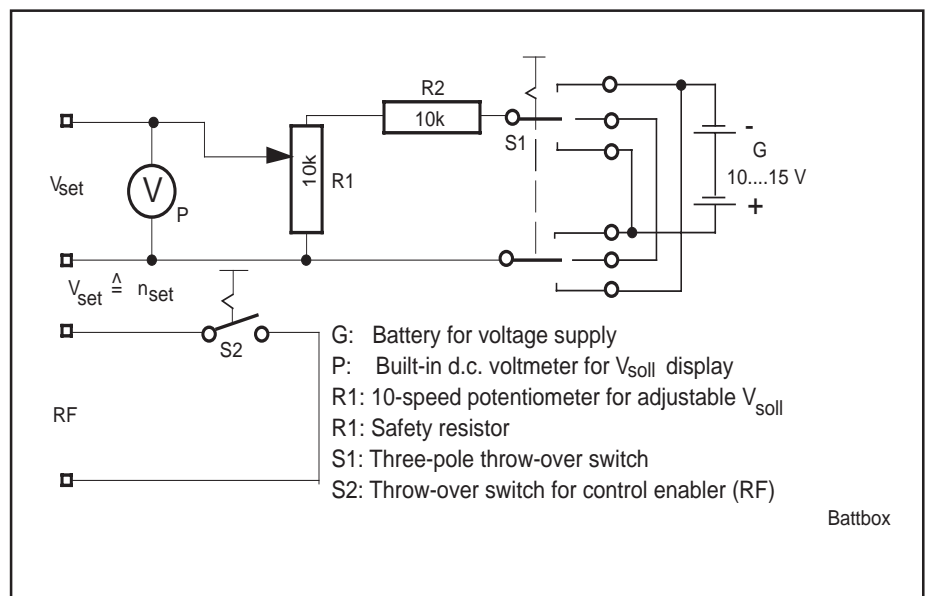 R2
10k
S1
-
G
10....15 V
+
10k
R1
Vset
V
P
Vset ≙ nset
S2
RF
G: Battery for voltage supply
P: Built-in d.c. voltmeter for Vsoll display
R1: 10-speed potentiometer for adjustable Vsoll
R1: Safety resistor
S1: Three-pole throw-over switch
S2: Throw-over switch for control enabler (RF)
Battbox